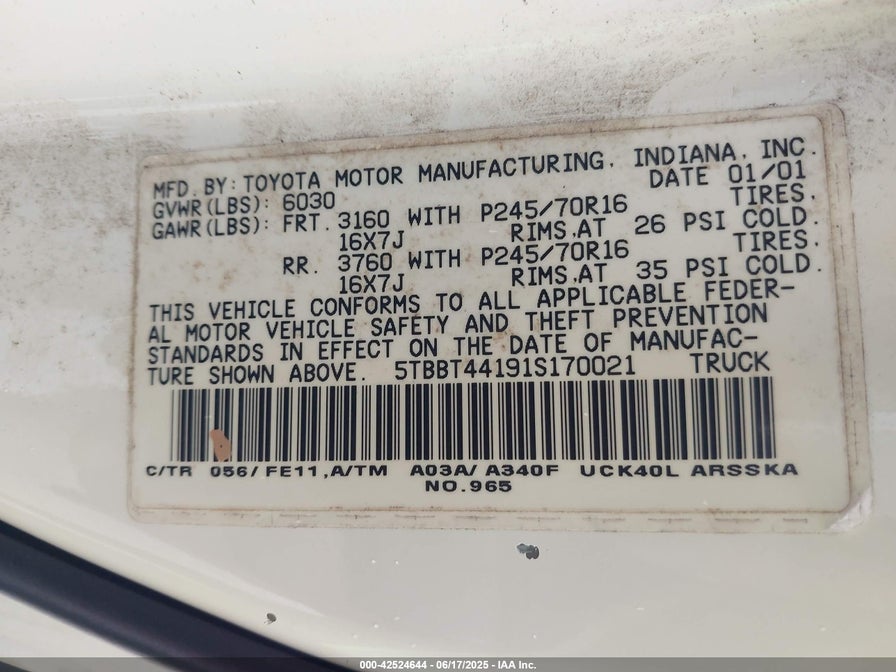 MFD. BY: TOYOTA MOTOR MANUFACTURING, INDIANA, INC.
DATE 01/01
GVWR(LBS): 6030
GAWR(LBS): FRT. 3160 WITH P245/70R16 TIRES,
16X7J RIMS,AT 26 PSI COLD.
RR. 3760 WITH P245/70R16 TIRES.
16X7J RIMS,AT 35 PSI COLD.
THIS VEHICLE CONFORMS TO ALL APPLICABLE FEDER-
AL MOTOR VEHICLE SAFETY AND THEFT PREVENTION
STANDARDS IN EFFECT ON THE DATE OF MANUFAC-
TURE SHOWN ABOVE. 5TBBT44191S170021 TRUCK
C/TR 056/FE11,A/TM A03A/A340F UCK40L ARSSKA
NO.965
000-42524644 - 06/17/2025 - IAA Inc.